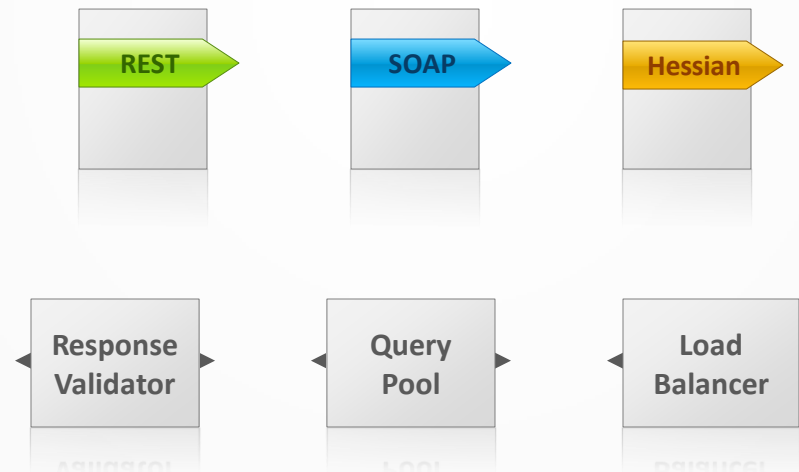 REST
SOAP
Hessian
Response
Validator
Query
Pool
Load
Balancer